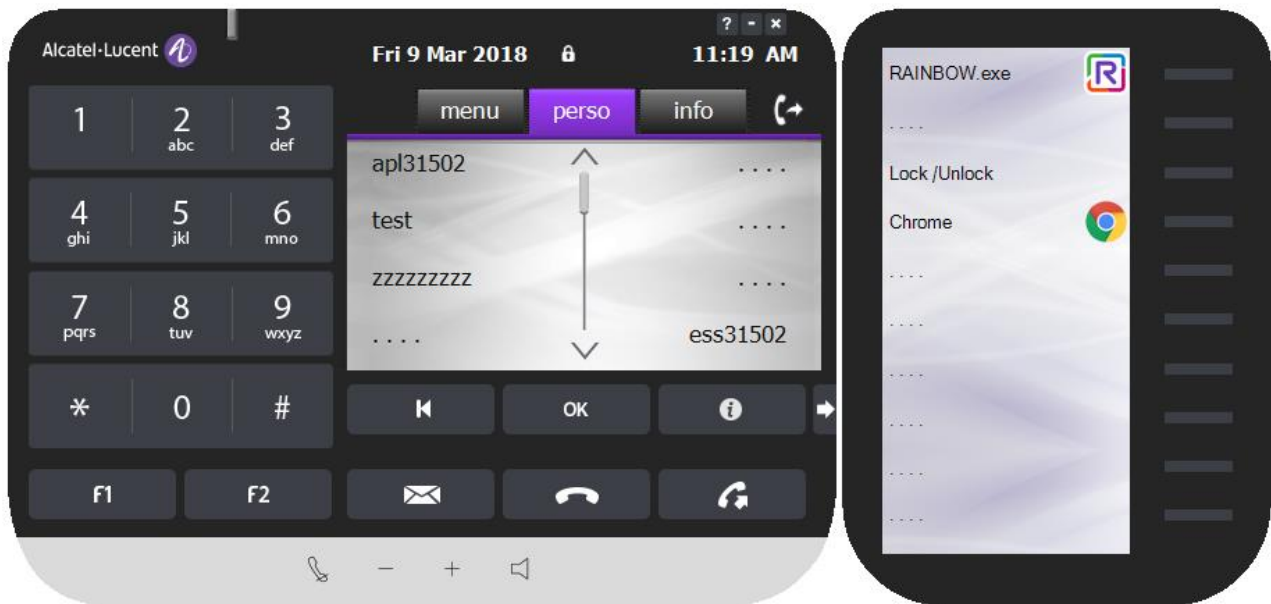 Alcatel·Lucent
? - ×
Fri 9 Mar 2018 11:19 AM
menu perso info
1 2 abc 3 def
4 ghi 5 jkl 6 mno
7 pqrs 8 tuv 9 wxyz
* 0 #
F1 F2
apl31502 . . . .
test . . . .
zzzzzzzzz . . . .
. . . . ess31502
OK i
- +
RAINBOW.exe R
. . . .
Lock /Unlock
Chrome
. . . .
. . . .
. . . .
. . . .
. . . .
. . . .